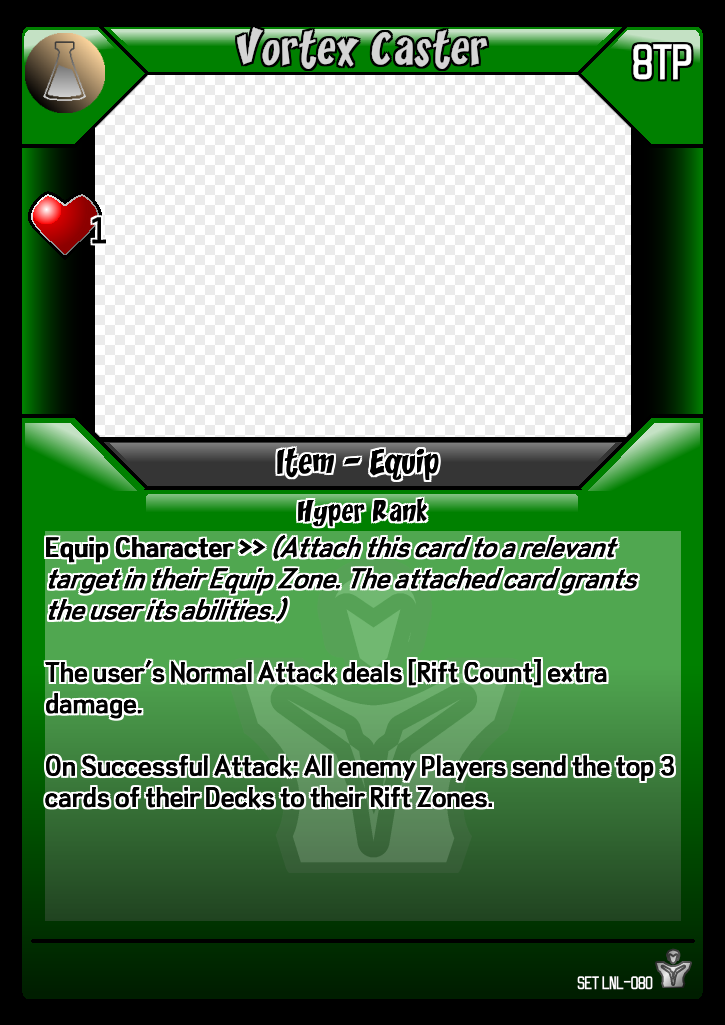 Vortex Caster
8TP
1
Item - Equip
Hyper Rank
Equip Character >> (Attach this card to a relevant
target in their Equip Zone. The attached card grants
the user its abilities.)
The user's Normal Attack deals [Rift Count] extra
damage.
On Successful Attack: All enemy Players send the top 3
cards of their Decks to their Rift Zones.
SET LNL-080